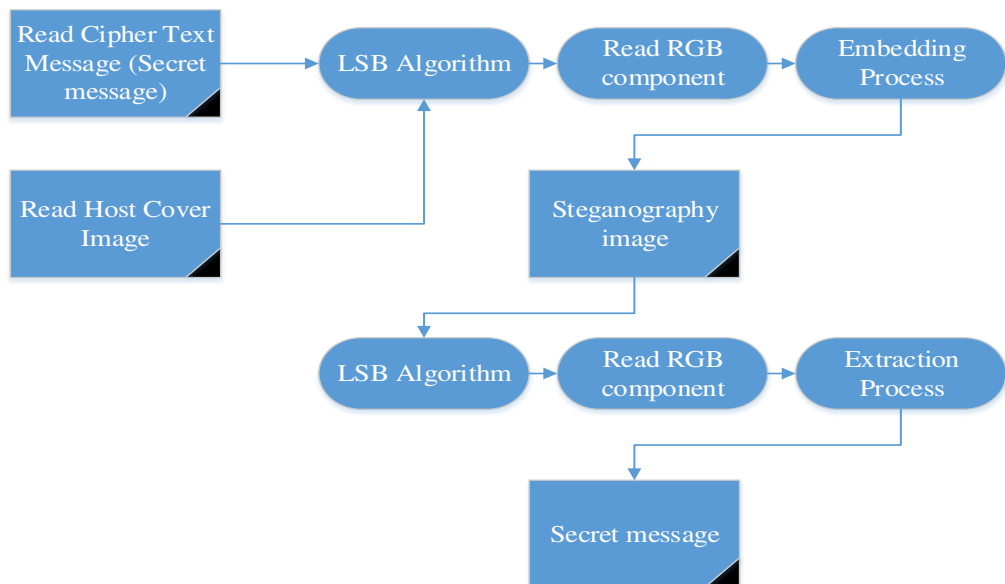 Read Cipher Text
Message (Secret
message)
LSB Algorithm
Read RGB
component
Embedding
Process
Read Host Cover
Image
Steganography
image
LSB Algorithm
Read RGB
component
Extraction
Process
Secret message